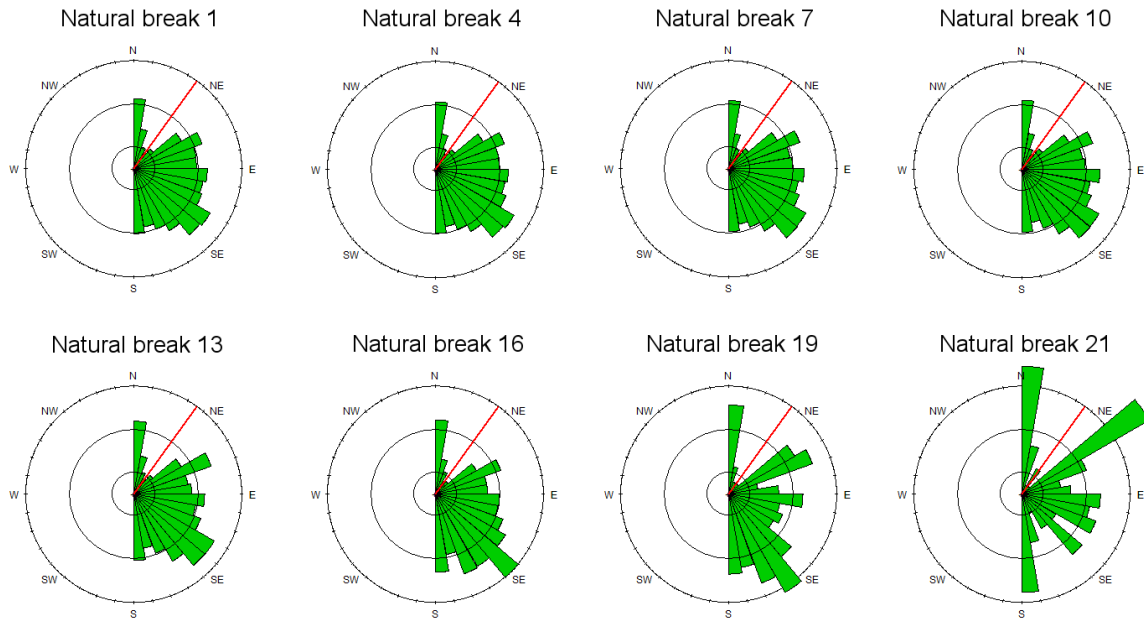 Natural break 1
Natural break 4
Natural break 7
Natural break 10
N
N
N
N
NW
NE
NW
NE
NW
NE
NW
NE
W
E
W
E
W
E
W
E
SW
SE
SW
SE
SW
SE
SW
SE
S
S
S
S
Natural break 13
Natural break 16
Natural break 19
Natural break 21
N
N
N
N
NW
NE
NW
NE
NW
NE
NW
NE
W
E
W
E
W
E
W
E
SW
SE
SW
SE
SW
SE
SW
SE
S
S
S
S